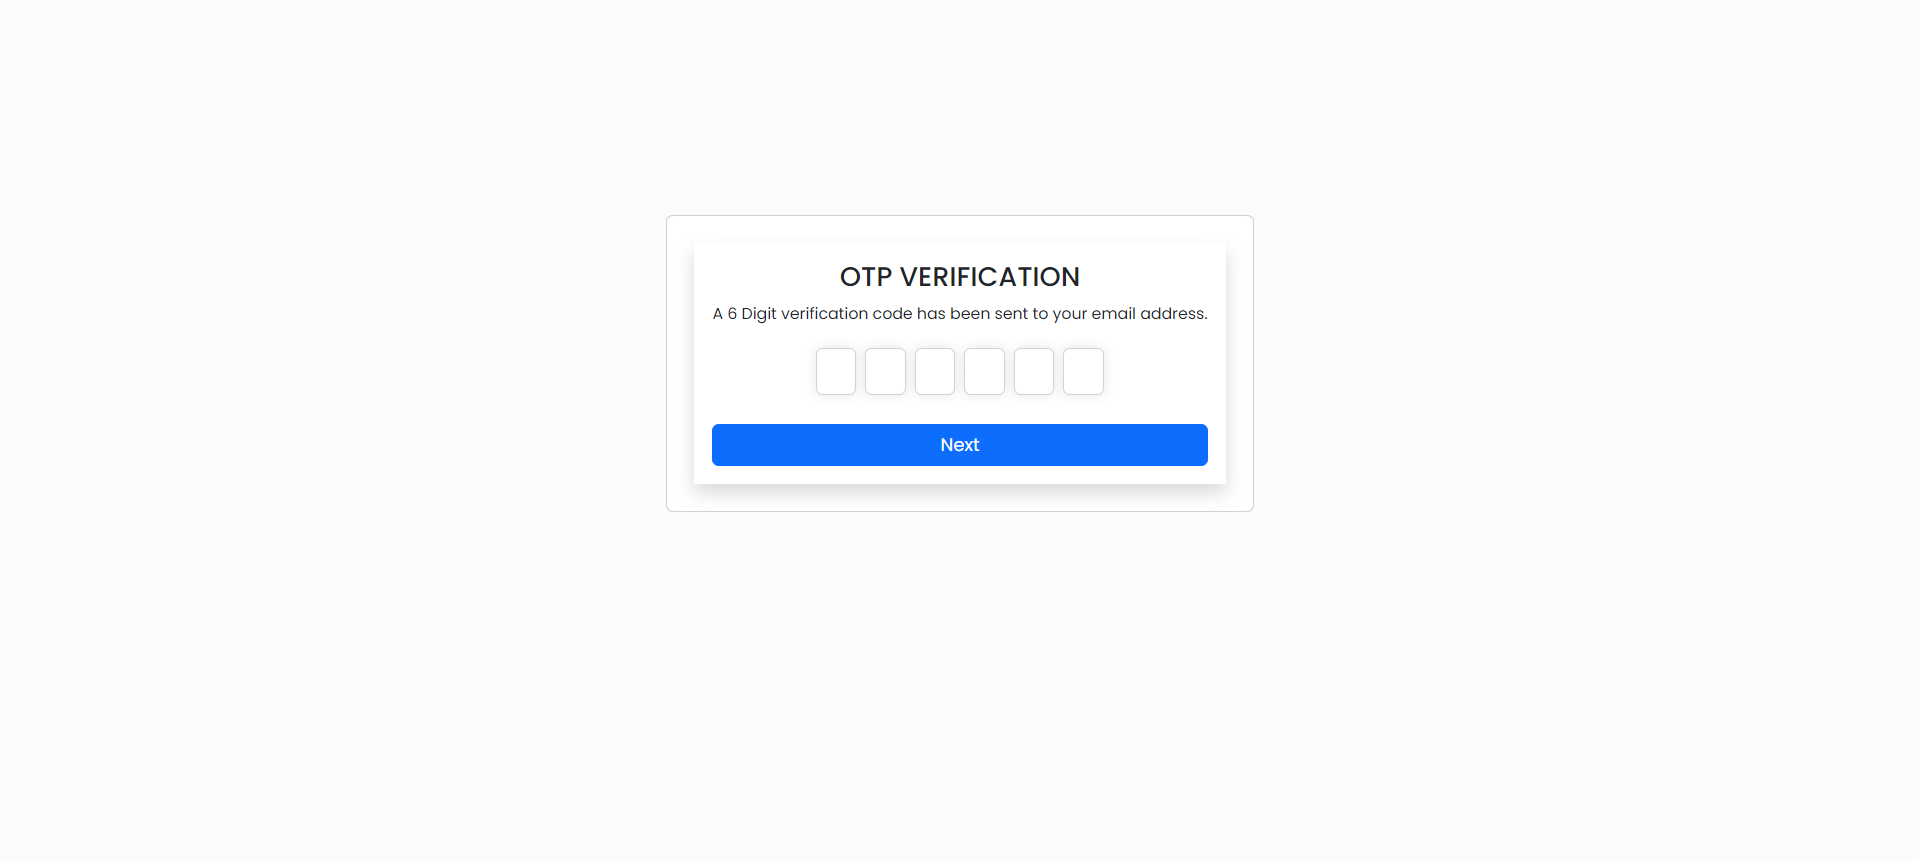 OTP VERIFICATION
A 6 Digit verification code has been sent to your email address.
Next